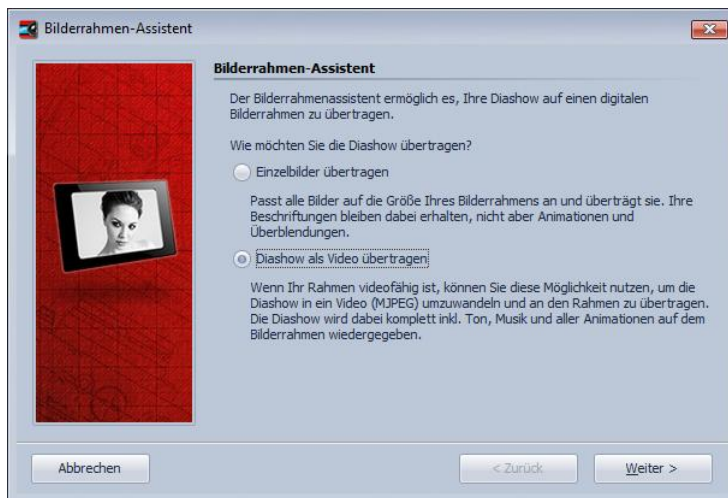 Bilderrahmen-Assistent
Bilderrahmen-Assistent
Der Bilderrahmenassistent ermöglich es, Ihre Diashow auf einen digitalen
Bilderrahmen zu übertragen.
Wie möchten Sie die Diashow übertragen?
Einzelbilder übertragen
Passt alle Bilder auf die Größe Ihres Bilderrahmens an und überträgt sie. Ihre
Beschriftungen bleiben dabei erhalten, nicht aber Animationen und
Überblendungen.
Diashow als Video übertragen
Wenn Ihr Rahmen videofähig ist, können Sie diese Möglichkeit nutzen, um die
Diashow in ein Video (MJPEG) umzuwandeln und an den Rahmen zu übertragen.
Die Diashow wird dabei komplett inkl. Ton, Musik und aller Animationen auf dem
Bilderrahmen wiedergegeben.
Abbrechen
< Zurück
Weiter >